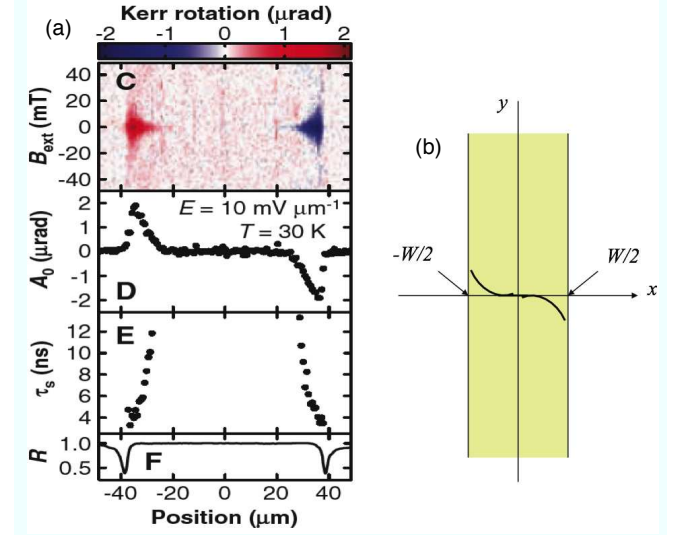 (a)
Kerr rotation (μrad)
-2 -1 0 1 2
C
B_ext (mT)
40
20
0
-20
-40
E = 10 mV μm⁻¹
T = 30 K
A₀ (μrad)
2
1
0
-1
-2
D
E
τ_s (ns)
12
10
8
6
4
F
R
1.0
0.5
-40 -20 0 20 40
Position (μm)
(b)
y
-W/2
W/2
x